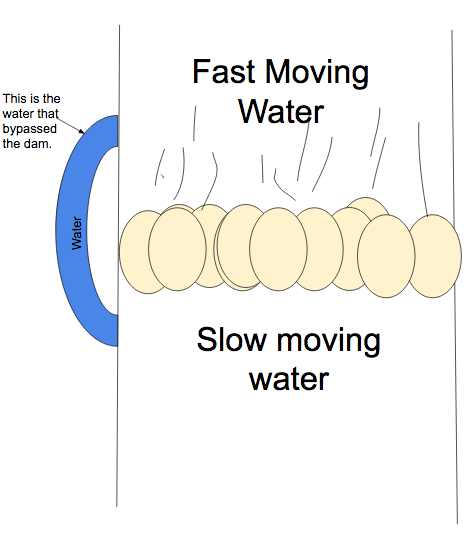 Fast Moving
Water
This is the
water that
bypassed
the dam.
Water
Slow moving
water